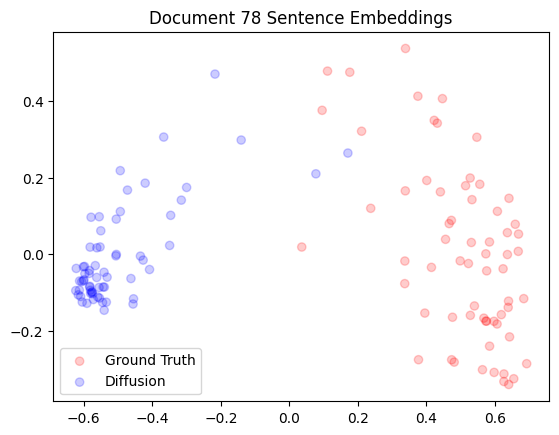 Document 78 Sentence Embeddings
0.4
0.2
0.0
−0.2
Ground Truth
Diffusion
−0.6 −0.4 −0.2 0.0 0.2 0.4 0.6